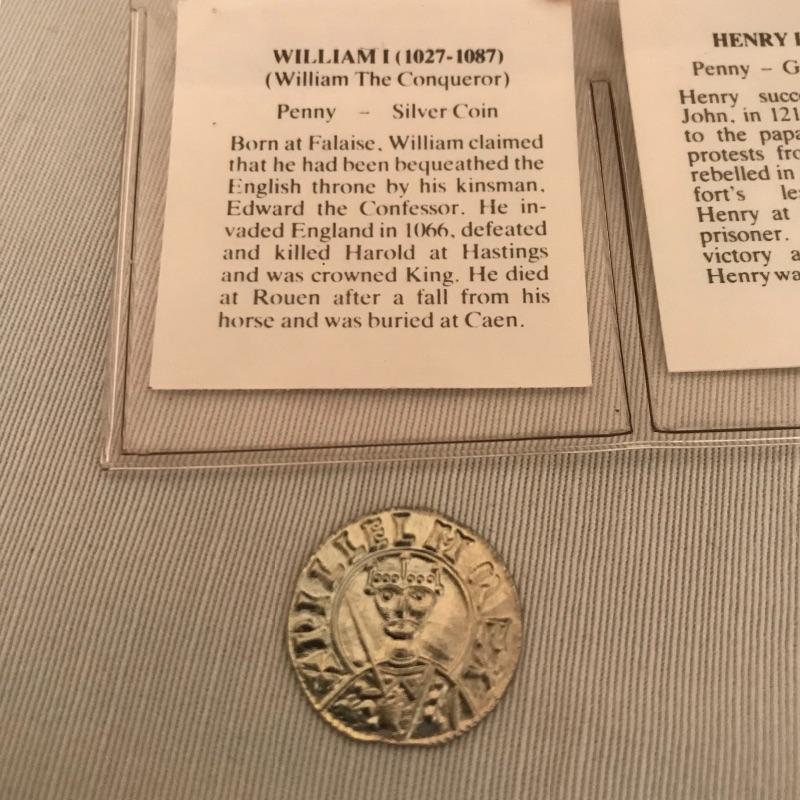 WILLIAM I (1027-1087)
(William The Conqueror)
Penny – Silver Coin
Born at Falaise, William claimed
that he had been bequeathed the
English throne by his kinsman,
Edward the Confessor. He in-
vaded England in 1066, defeated
and killed Harold at Hastings
and was crowned King. He died
at Rouen after a fall from his
horse and was buried at Caen.
HENRY
Penny – G
Henry succ
John, in 121
to the papa
protests fro
rebelled in
fort's le
Henry at
prisoner.
victory a
Henry wa
PILLELM REX